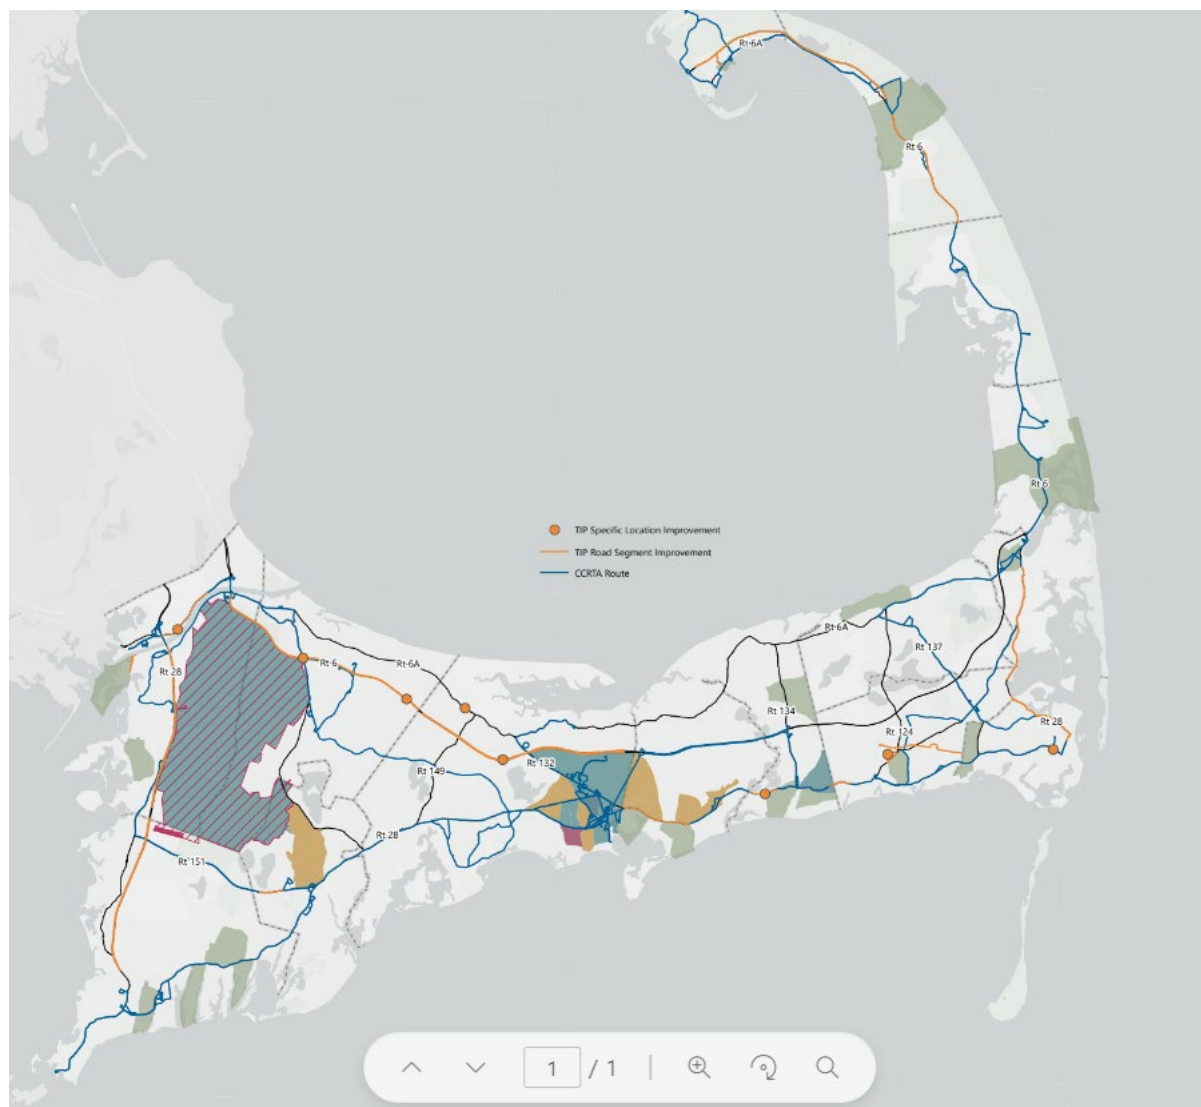 Rt 6A
Rt 6
Rt 6
TIP Specific Location Improvement
TIP Road Segment Improvement
CCRTA Route
Rt 6A
Rt 137
Rt 28
Rt 6
Rt 6A
Rt 134
Rt 28
Rt 124
Rt 132
Rt 149
Rt 28
Rt 151
1 / 1